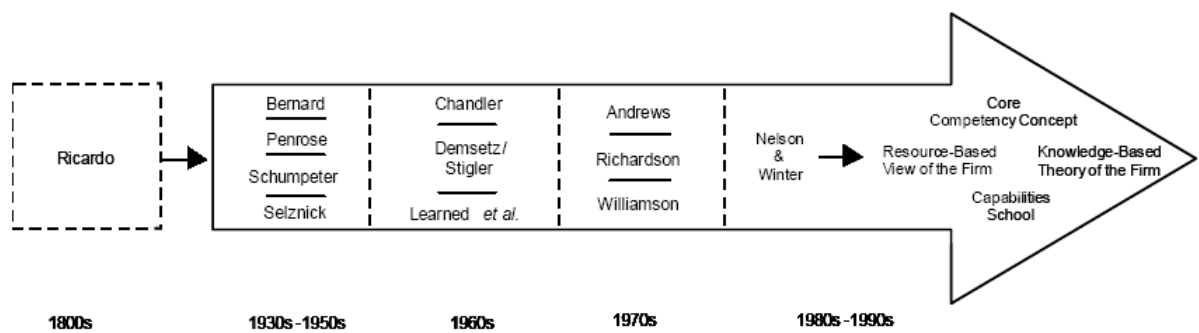 Ricardo
Bernard
Penrose
Schumpeter
Selznick
Chandler
Demsetz/
Stigler
Learned et al.
Andrews
Richardson
Williamson
Nelson
&
Winter
Core
Competency Concept
Resource-Based
View of the Firm
Knowledge-Based
Theory of the Firm
Capabilities
School
1800s
1930s-1950s
1960s
1970s
1980s-1990s